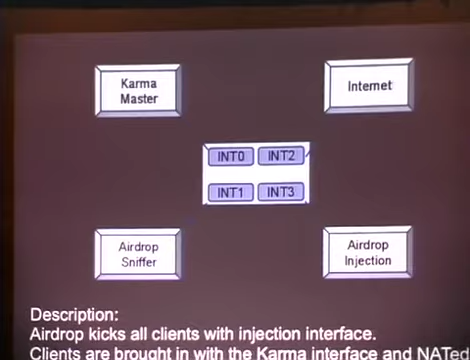 Karma
Master
Internet
INT0 INT2
INT1 INT3
Airdrop
Sniffer
Airdrop
Injection
Description:
Airdrop kicks all clients with injection interface.
Clients are brought in with the Karma interface and NATed